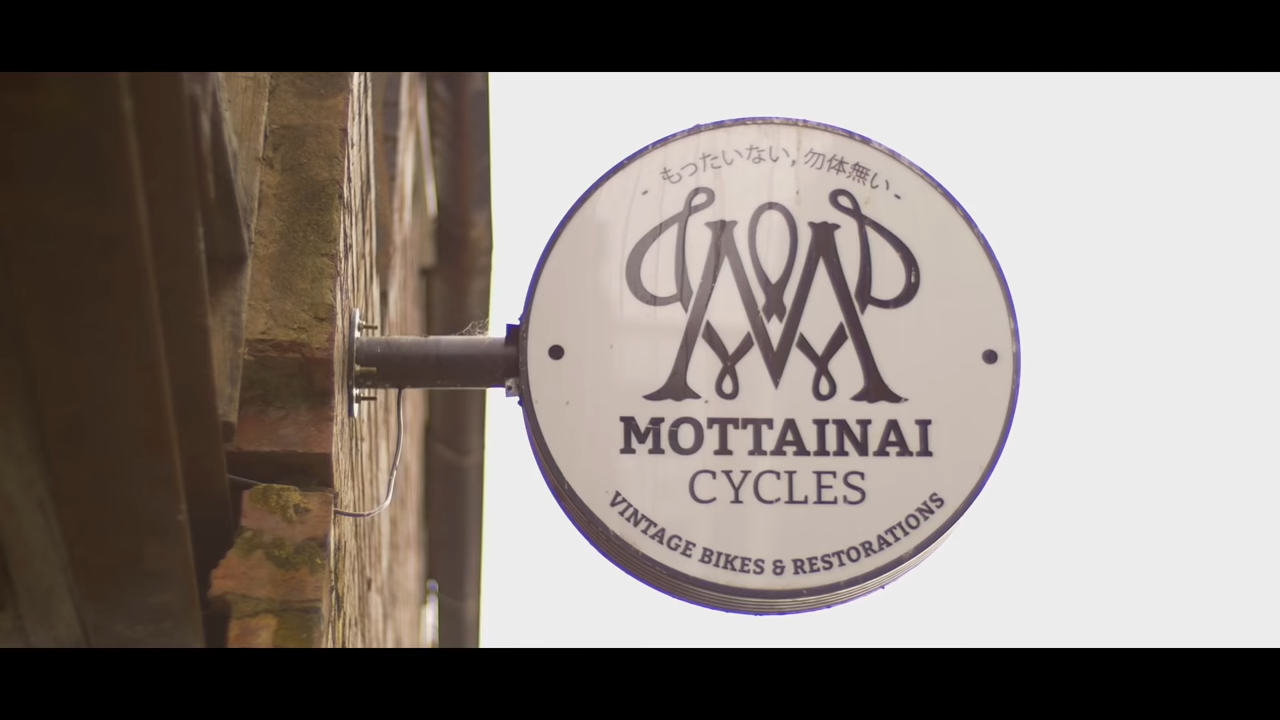 - もったいない, 勿体無い -
MOTTAINAI
CYCLES
VINTAGE BIKES & RESTORATIONS